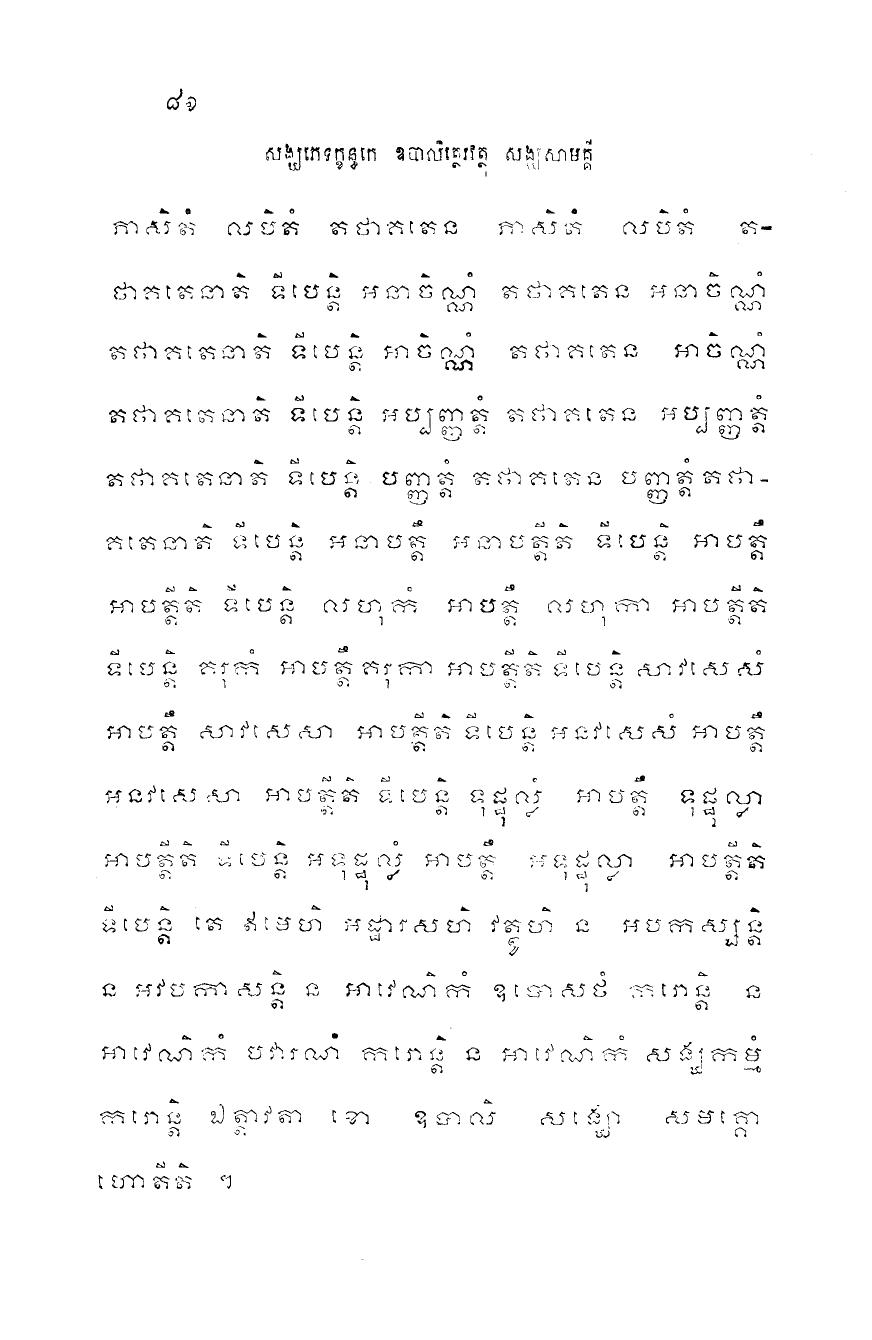 ៨៦
សង្ឃភេទក្ខន្ធកេ ឧបាលិត្ថេរវត្ថុ សង្ឃសាមគ្គី
ភាសិតំ លបិតំ តថាគតេន ភាសិតំ លបិតំ ត-
ថាគតេនាតិ ទីបេន្តិ អនាចិណ្ណំ តថាគតេន អនាចិណ្ណំ
តថាគតេនាតិ ទីបេន្តិ អាចិណ្ណំ តថាគតេន អាចិណ្ណំ
តថាគតេនាតិ ទីបេន្តិ អប្បញ្ញត្តំ តថាគតេន អប្បញ្ញត្តំ
តថាគតេនាតិ ទីបេន្តិ បញ្ញត្តំ តថាគតេន បញ្ញត្តំ តថា-
គតេនាតិ ទីបេន្តិ អនាបត្តឹ អនាបត្តីតិ ទីបេន្តិ អាបត្តឹ
អាបត្តីតិ ទីបេន្តិ លហុកំ អាបត្តឹ លហុកា អាបត្តីតិ
ទីបេន្តិ គរុកំ អាបត្តឹ គរុកា អាបត្តីតិ ទីបេន្តិ សាវសេសំ
អាបត្តឹ សាវសេសា អាបត្តីតិ ទីបេន្តិ អនវសេសំ អាបត្តឹ
អនវសេសា អាបត្តីតិ ទីបេន្តិ ទុដ្ឋុល្លំ អាបត្តឹ ទុដ្ឋុល្លា
អាបត្តីតិ ទីបេន្តិ អទុដ្ឋុល្លំ អាបត្តឹ អទុដ្ឋុល្លា អាបត្តីតិ
ទីបេន្តិ តេ ឥមេហិ អដ្ឋារសហិ វត្ថូហិ ន អបកាស្សន្តិ
ន អវបកាសន្តិ ន អាវេណិកំ ឧបោសថំ ករោន្តិ ន
អាវេណិកំ បវារណំ ករោន្តិ ន អាវេណិកំ សង្ឃកម្មំ
ករោន្តិ ឯត្តាវតា ខោ ឧបាលិ សង្ឃោ សមគ្គោ
ហោតីតិ ។